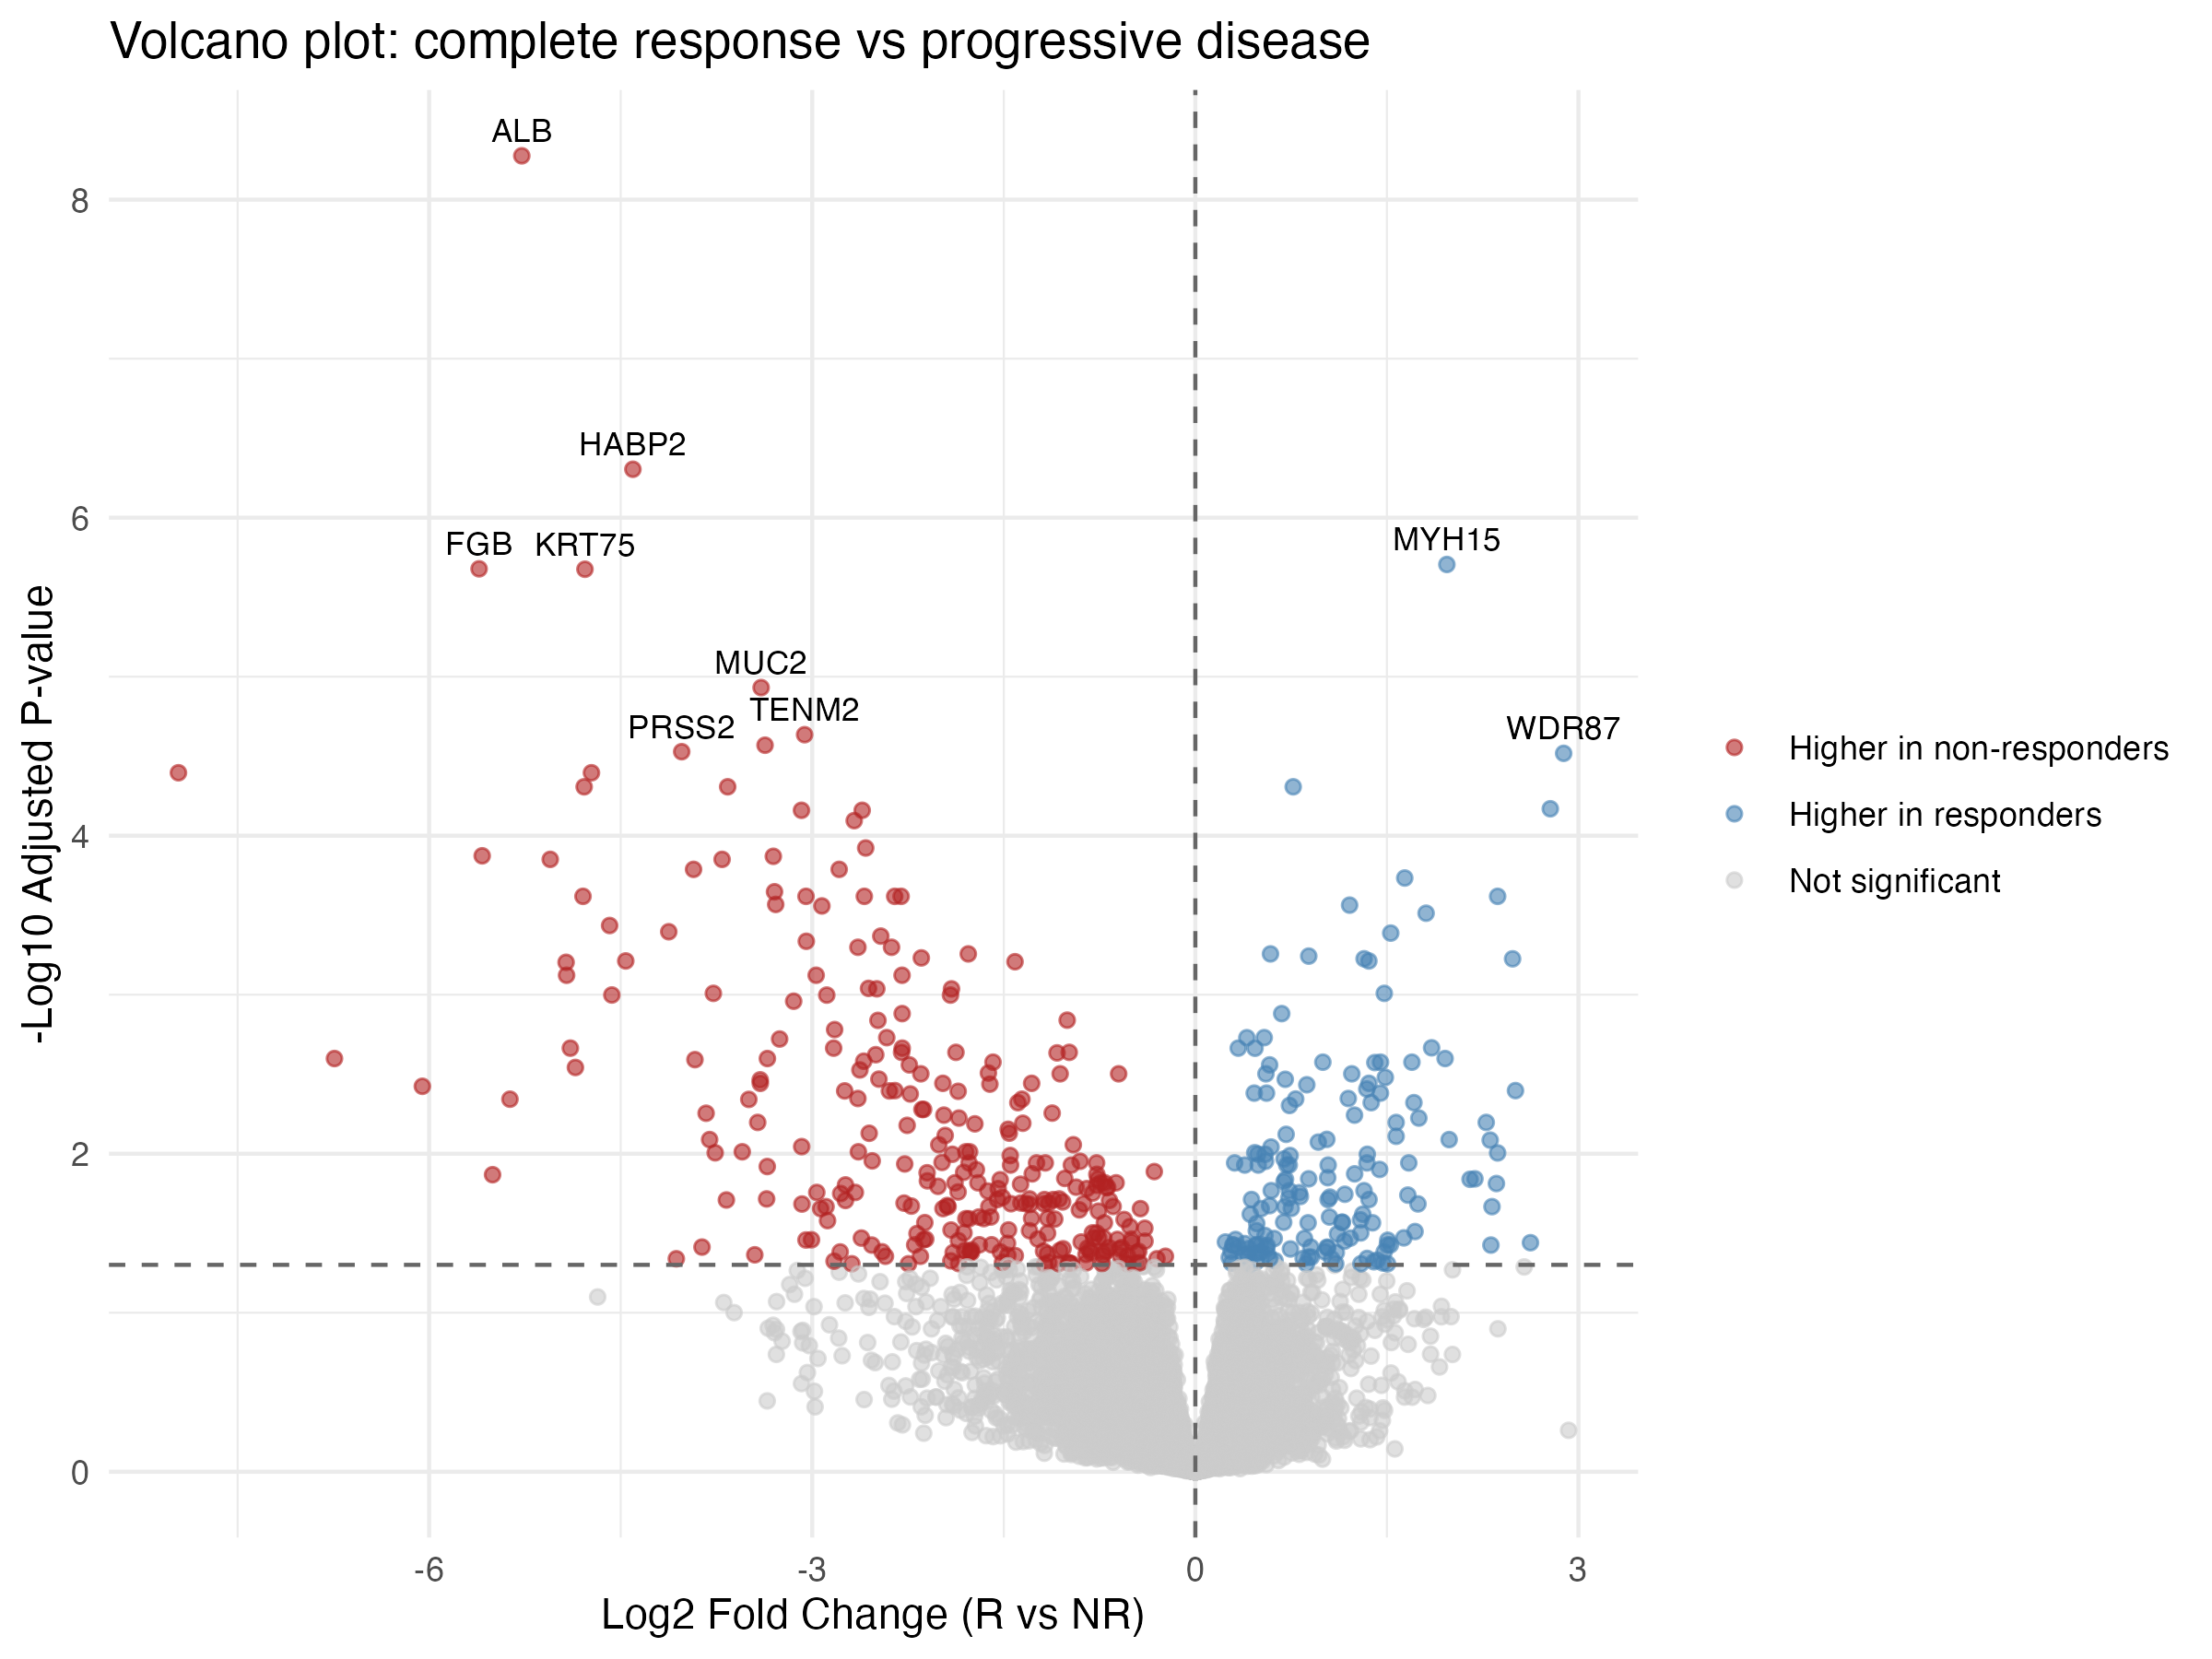 Volcano plot: complete response vs progressive disease
ALB
8
HABP2
6
FGB KRT75
MYH15
MUC2
TENM2
PRSS2
WDR87
4
2
0
-Log10 Adjusted P-value
-6 -3 0 3
Log2 Fold Change (R vs NR)
Higher in non-responders
Higher in responders
Not significant